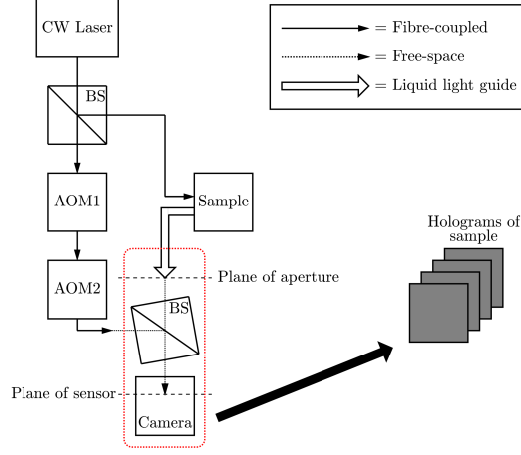 CW Laser
= Fibre-coupled
= Free-space
= Liquid light guide
BS
AOM1
Sample
Holograms of
sample
AOM2
Plane of aperture
BS
Plane of sensor
Camera